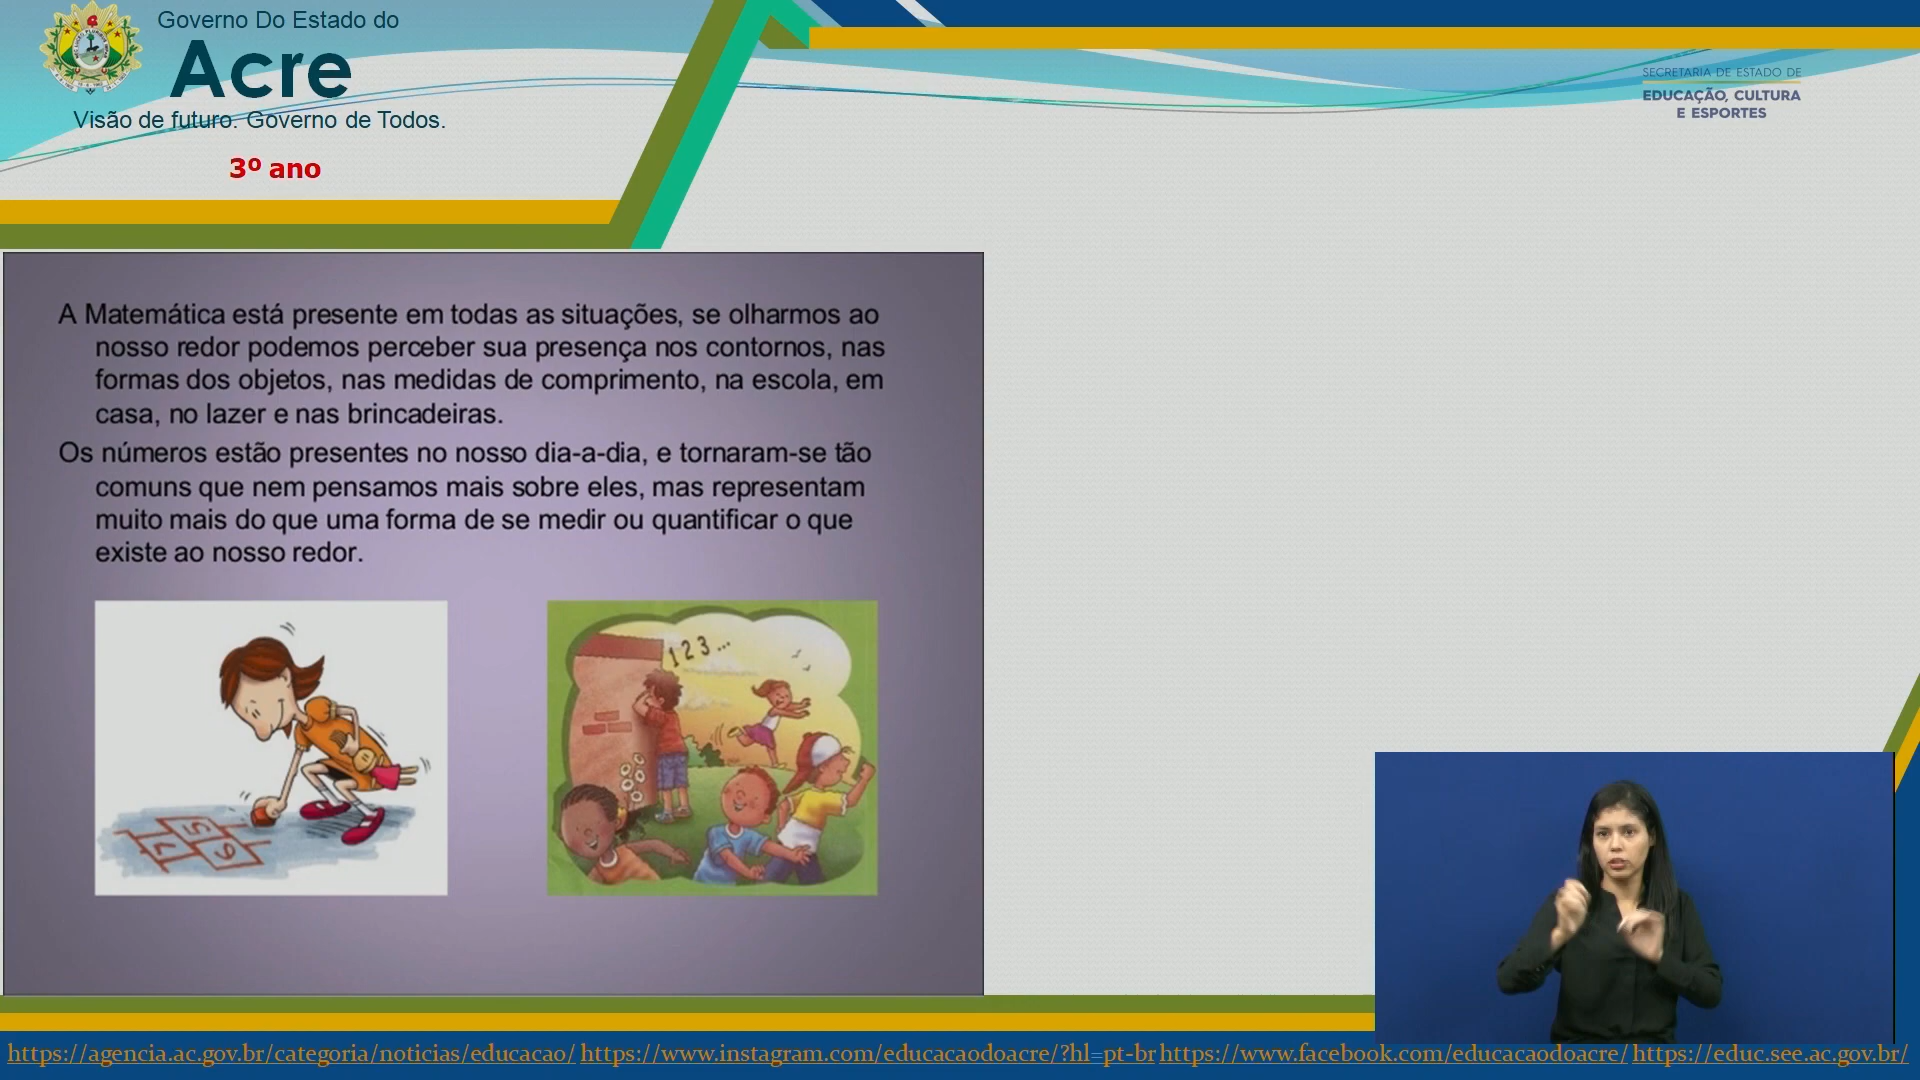 Governo Do Estado do
Acre
Visão de futuro. Governo de Todos.
3º ano
SECRETARIA DE ESTADO DE
EDUCAÇÃO, CULTURA
E ESPORTES
A Matemática está presente em todas as situações, se olharmos ao
nosso redor podemos perceber sua presença nos contornos, nas
formas dos objetos, nas medidas de comprimento, na escola, em
casa, no lazer e nas brincadeiras.
Os números estão presentes no nosso dia-a-dia, e tornaram-se tão
comuns que nem pensamos mais sobre eles, mas representam
muito mais do que uma forma de se medir ou quantificar o que
existe ao nosso redor.
1 2 3 ...
https://agencia.ac.gov.br/categoria/noticias/educacao/ https://www.instagram.com/educacaodoacre/?hl=pt-br https://www.facebook.com/educacaodoacre/ https://educ.see.ac.gov.br/